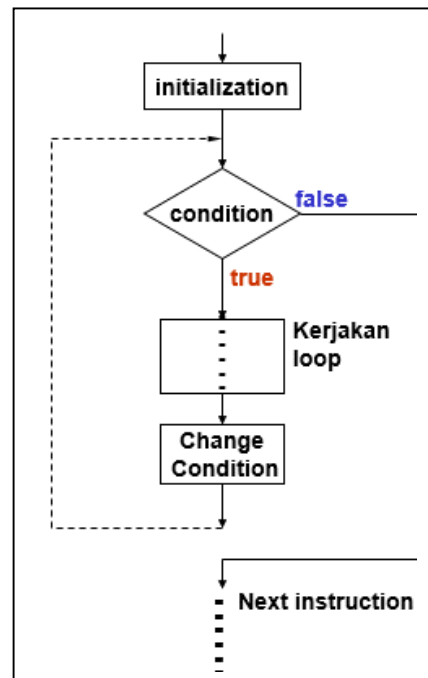 initialization
condition
false
true
Kerjakan
loop
Change
Condition
Next instruction